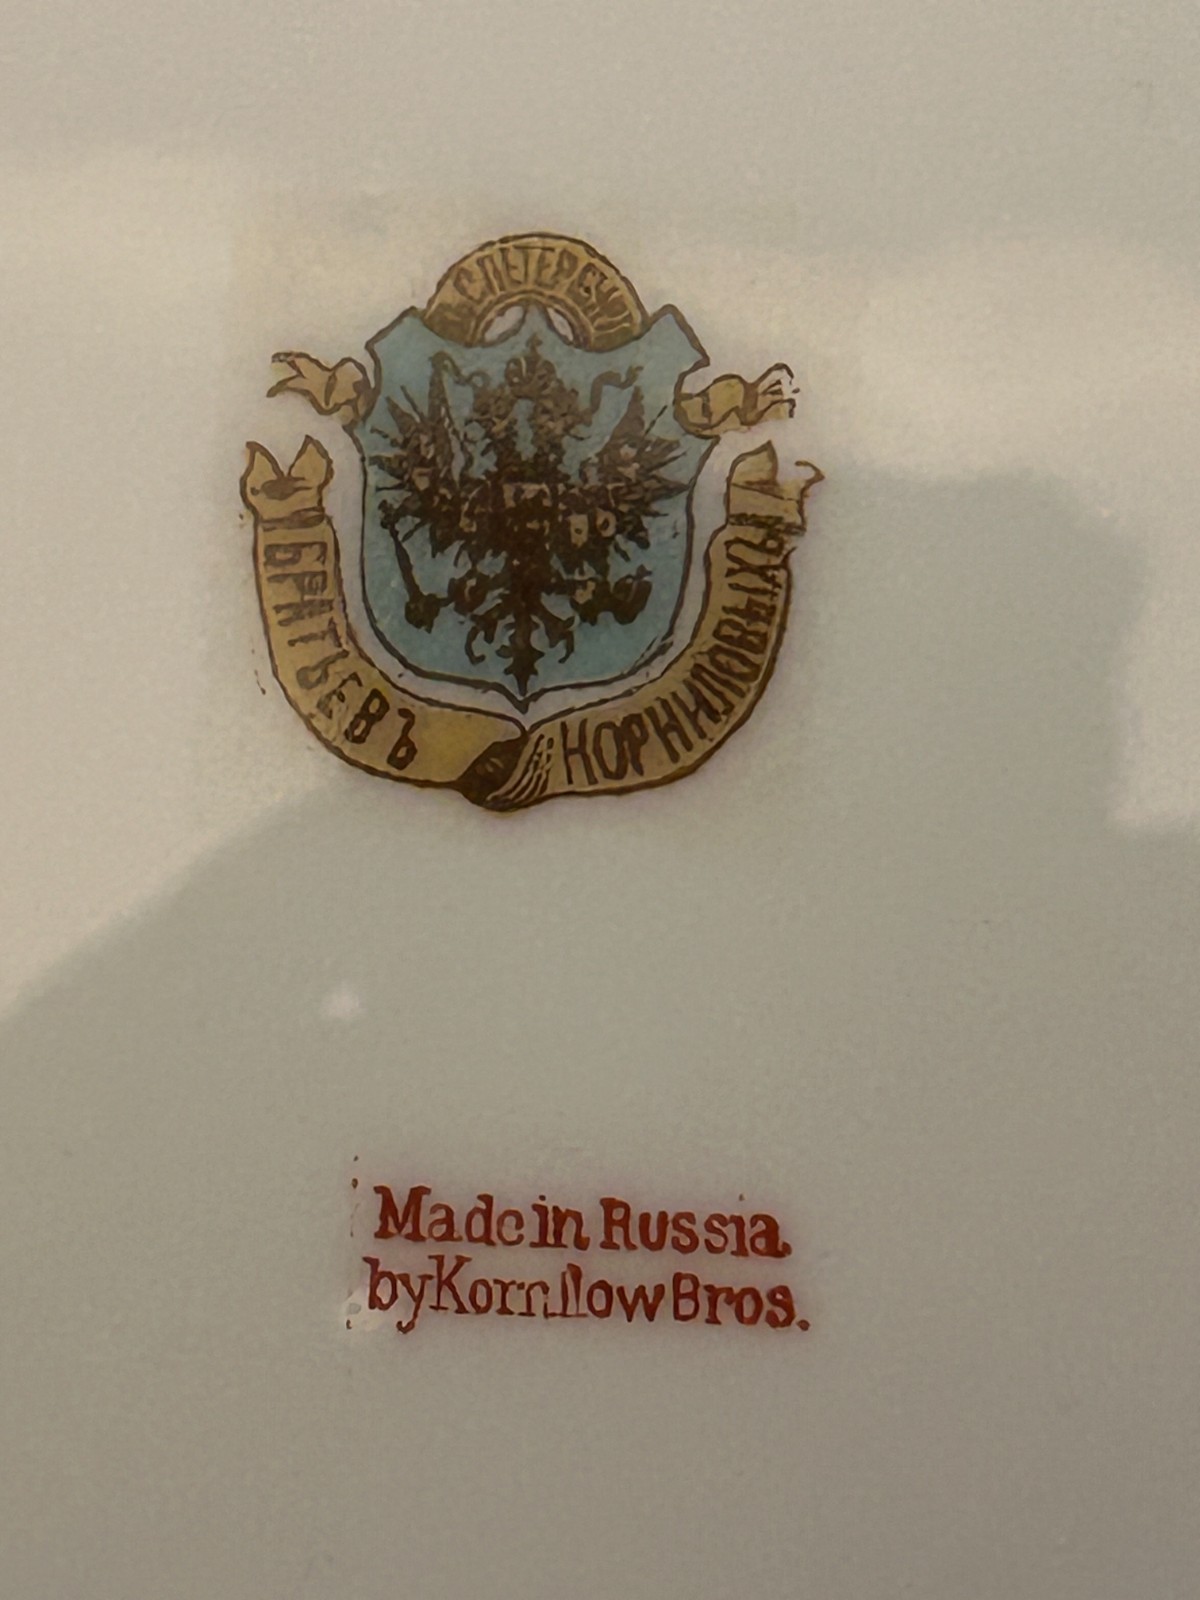 БРАТЬЕВЪ КОРНИЛОВЫХЪ
Made in Russia
by Kornilow Bros.